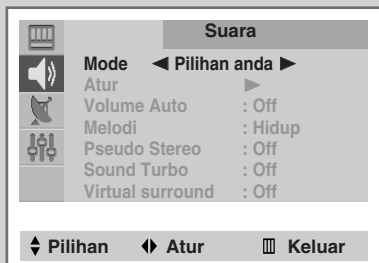 Suara
Mode ◀ Pilihan anda ▶
Atur ▶
Volume Auto : Off
Melodi : Hidup
Pseudo Stereo : Off
Sound Turbo : Off
Virtual surround : Off
Pilihan Atur Keluar